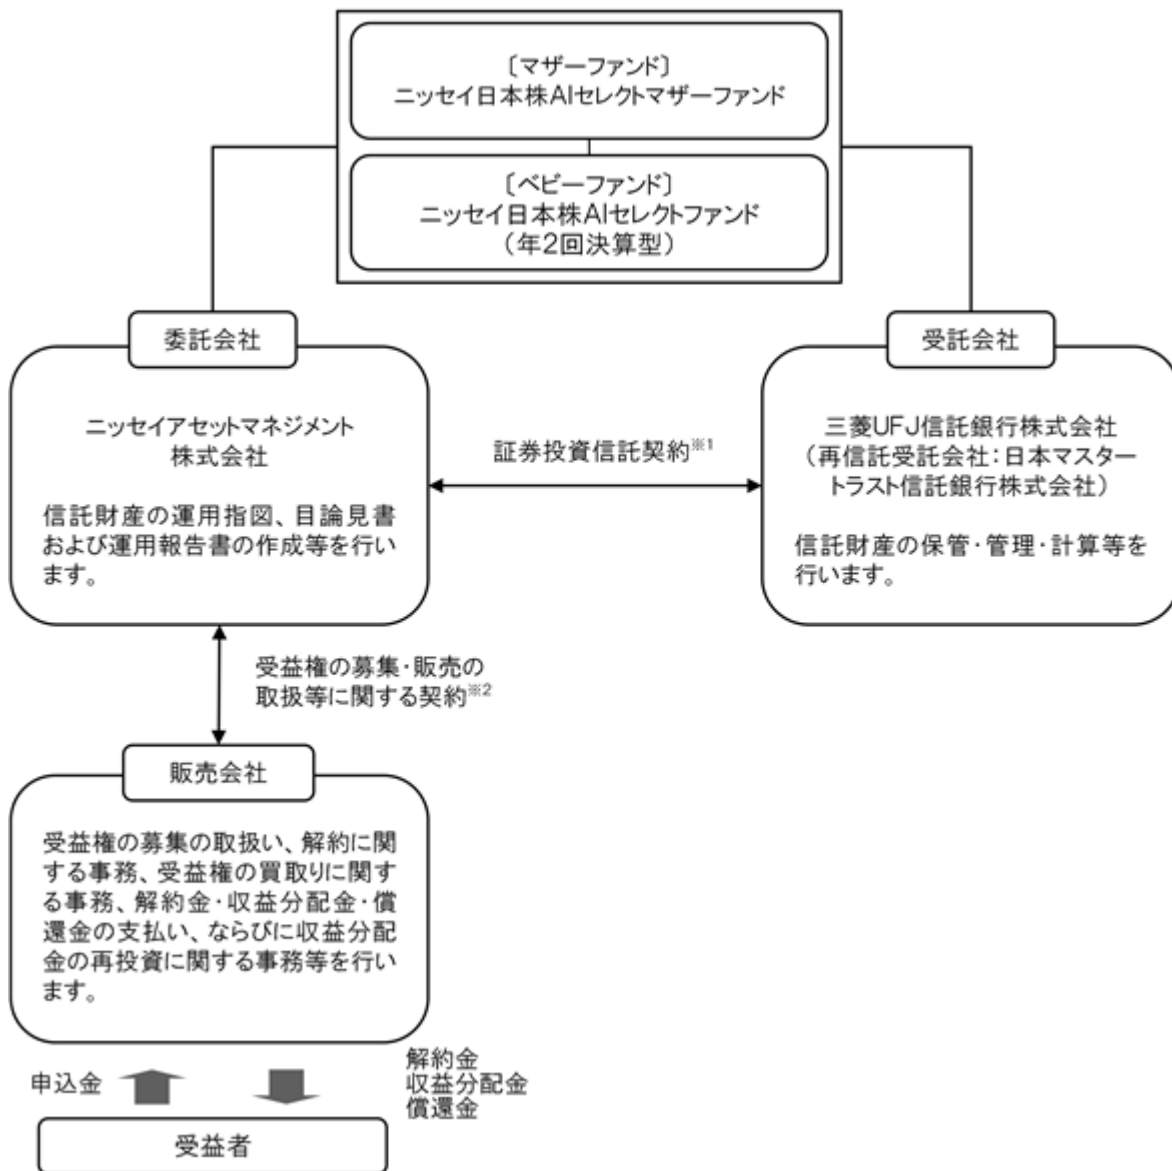 〔マザーファンド〕
ニッセイ日本株AIセレクトマザーファンド
〔ベビーファンド〕
ニッセイ日本株AIセレクトファンド
（年2回決算型）
委託会社
ニッセイアセットマネジメント
株式会社
信託財産の運用指図、目論見書
および運用報告書の作成等を行い
ます。
証券投資信託契約※1
受託会社
三菱UFJ信託銀行株式会社
（再信託受託会社：日本マスター
トラスト信託銀行株式会社）
信託財産の保管・管理・計算等を
行います。
受益権の募集・販売の
取扱等に関する契約※2
販売会社
受益権の募集の取扱い、解約に関
する事務、受益権の買取りに関す
る事務、解約金・収益分配金・償
還金の支払い、ならびに収益分配
金の再投資に関する事務等を行い
ます。
申込金
解約金
収益分配金
償還金
受益者